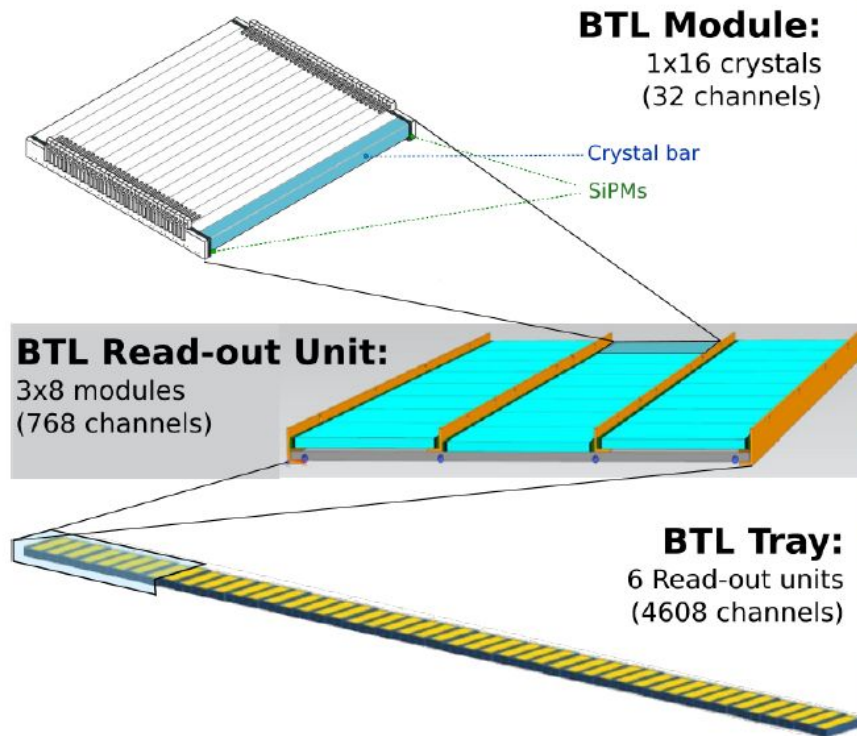 BTL Module:
1x16 crystals
(32 channels)
Crystal bar
SiPMs
BTL Read-out Unit:
3x8 modules
(768 channels)
BTL Tray:
6 Read-out units
(4608 channels)